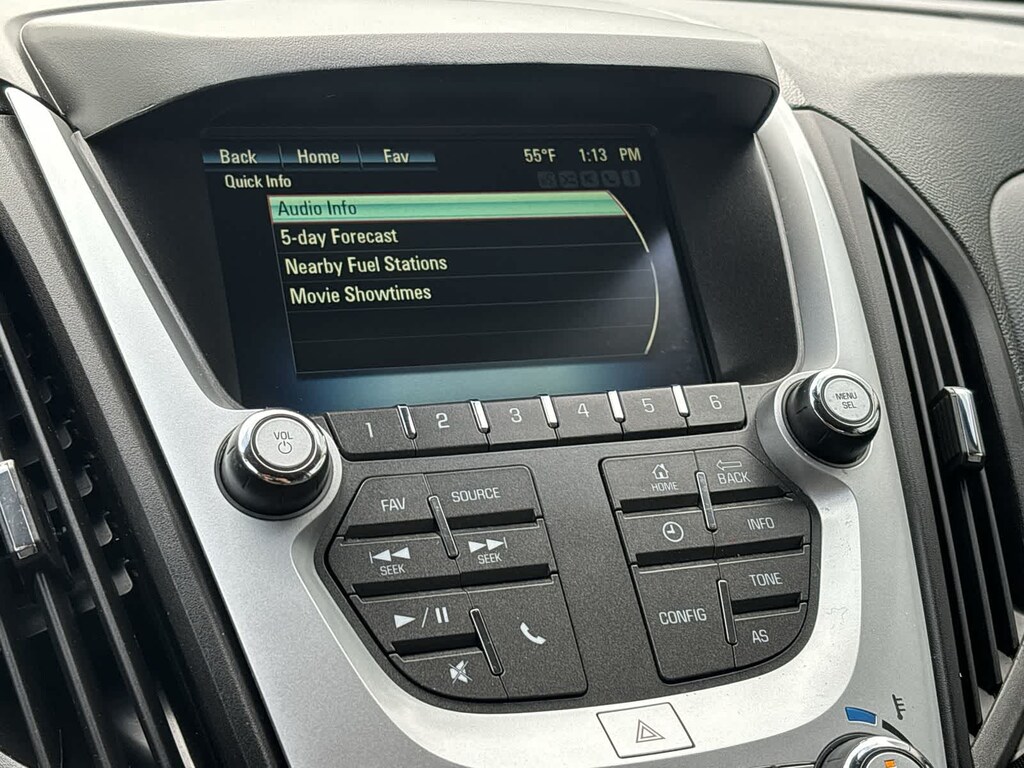 Back Home Fav 55°F 1:13 PM
Quick Info
Audio Info
5-day Forecast
Nearby Fuel Stations
Movie Showtimes
1 2 3 4 5 6
VOL
MENU
SEL
FAV SOURCE
HOME BACK
SEEK SEEK
INFO
CONFIG TONE
AS